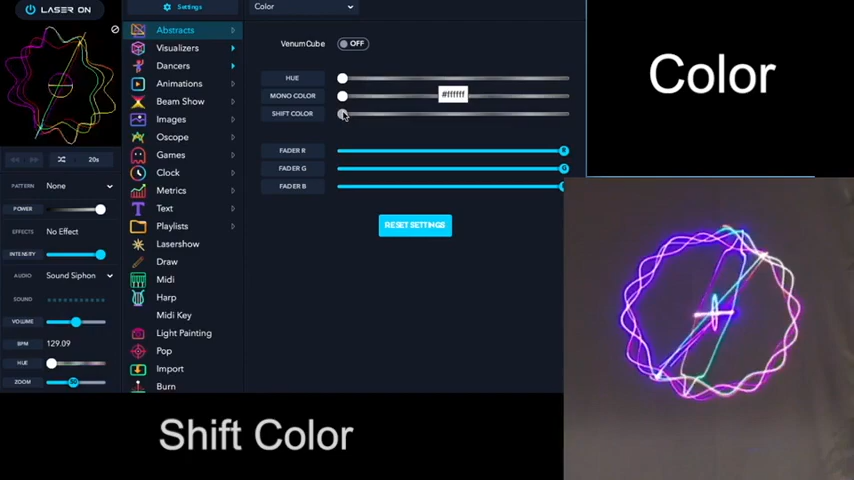 LASER ON
Settings
Color
Abstracts
Visualizers
Dancers
Animations
Beam Show
Images
Oscope
Games
Clock
Metrics
Text
Playlists
Lasershow
Draw
Midi
Harp
Midi Key
Light Painting
Pop
Import
Burn
20s
PATTERN None
POWER
EFFECTS No Effect
INTENSITY
AUDIO Sound Siphon
SOUND
VOLUME
BPM 129.09
HUE
ZOOM 50
VenumCube OFF
HUE
MONO COLOR #ffffff
SHIFT COLOR
FADER R R
FADER G G
FADER B
RESET SETTINGS
Color
Shift Color